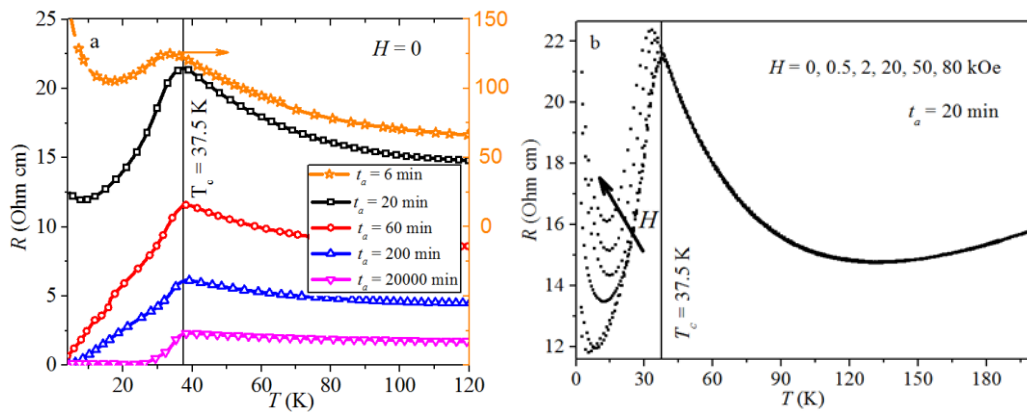 25
20
15
10
5
0
R (Ohm cm)
a
H = 0
150
100
50
0
T_c = 37.5 K
t_a = 6 min
t_a = 20 min
t_a = 60 min
t_a = 200 min
t_a = 20000 min
20 40 60 80 100 120
T (K)
22
20
18
16
14
12
R (Ohm cm)
b
H = 0, 0.5, 2, 20, 50, 80 kOe
t_a = 20 min
H
T_c = 37.5 K
0 30 60 90 120 150 180
T (K)